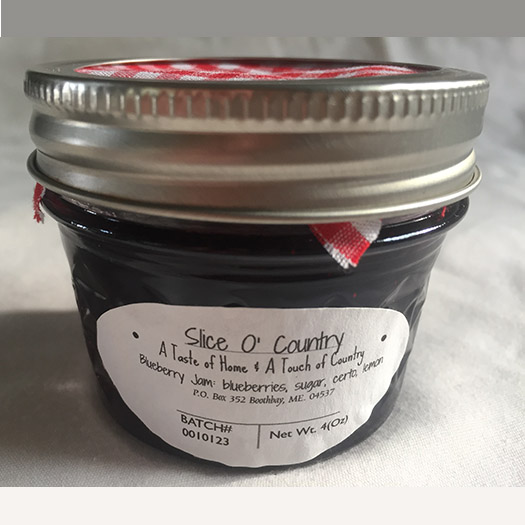 Slice O' Country
A Taste of Home & A Touch of Country
Blueberry Jam: blueberries, sugar, certo, lemon
P.O. Box 352 Boothbay, ME. 04537
BATCH#
0010123
Net Wt. 4(Oz)